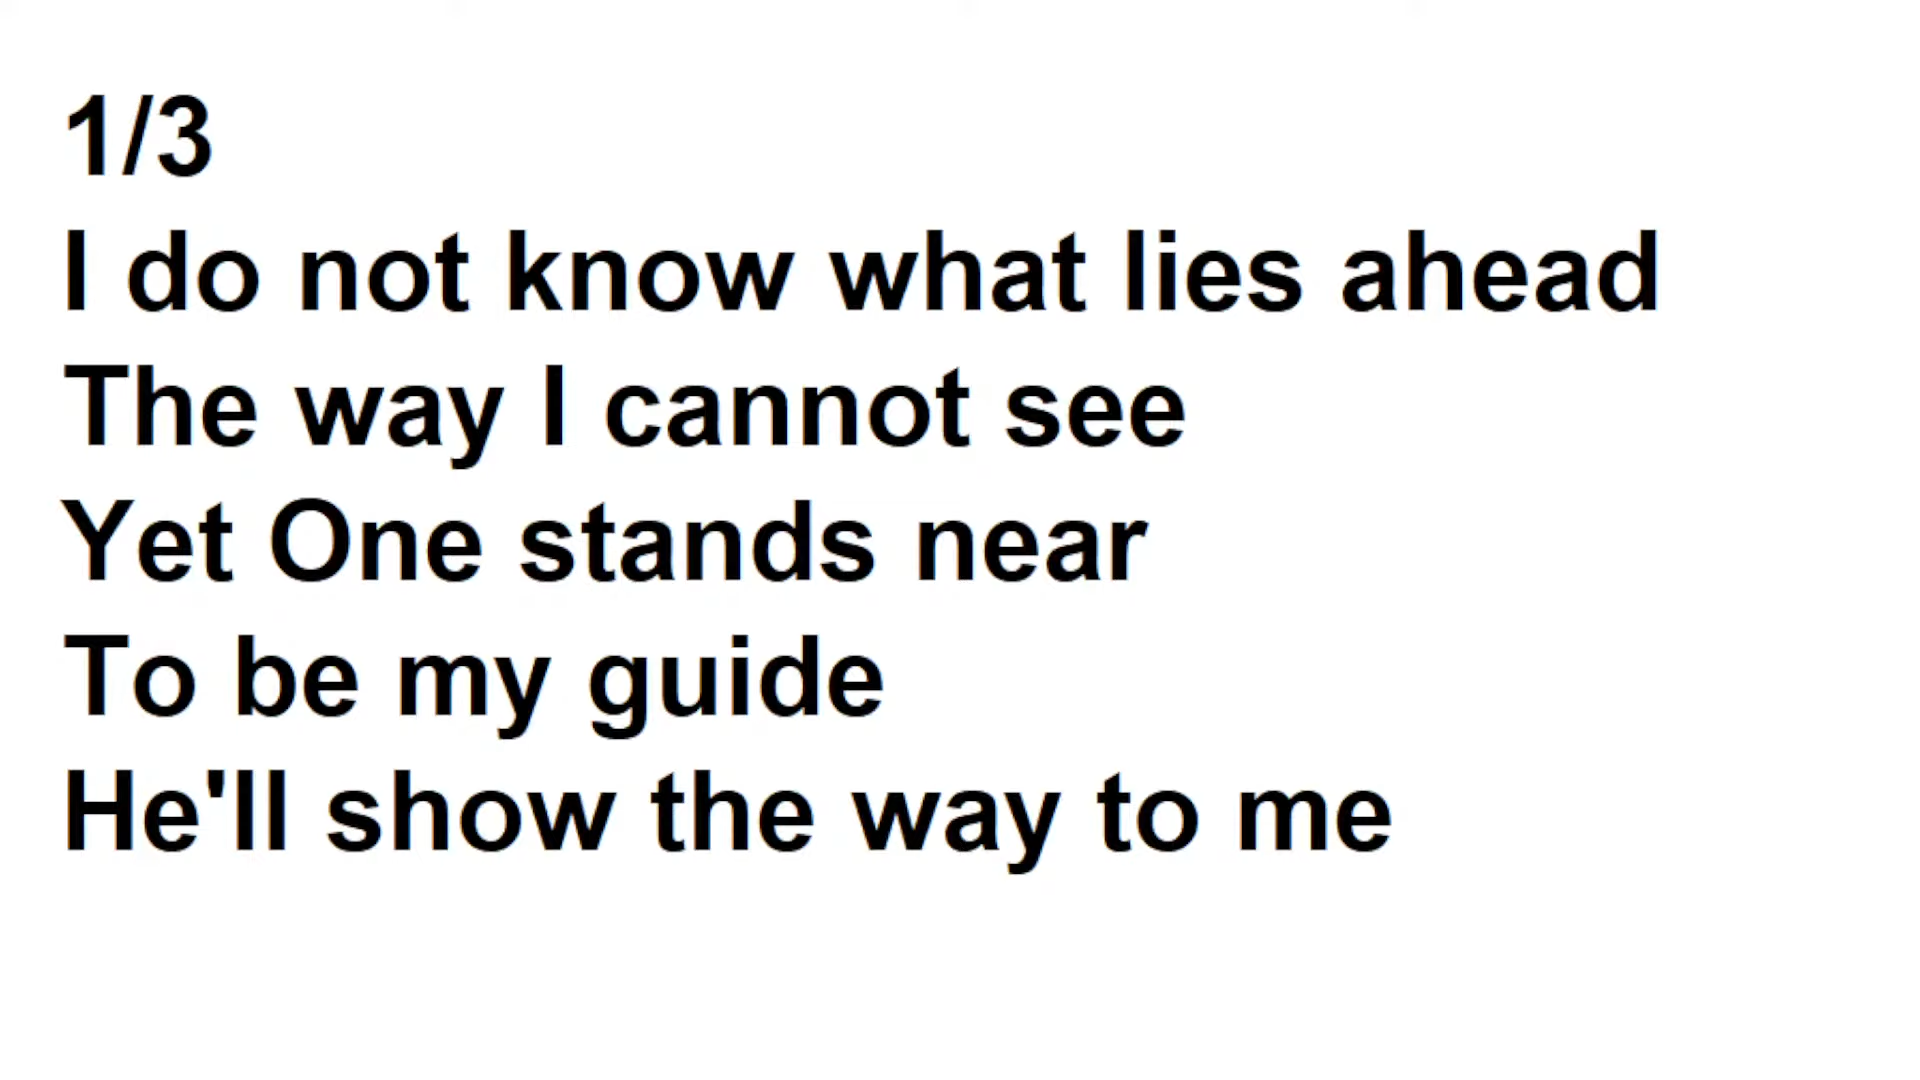 1/3
I do not know what lies ahead
The way I cannot see
Yet One stands near
To be my guide
He'll show the way to me